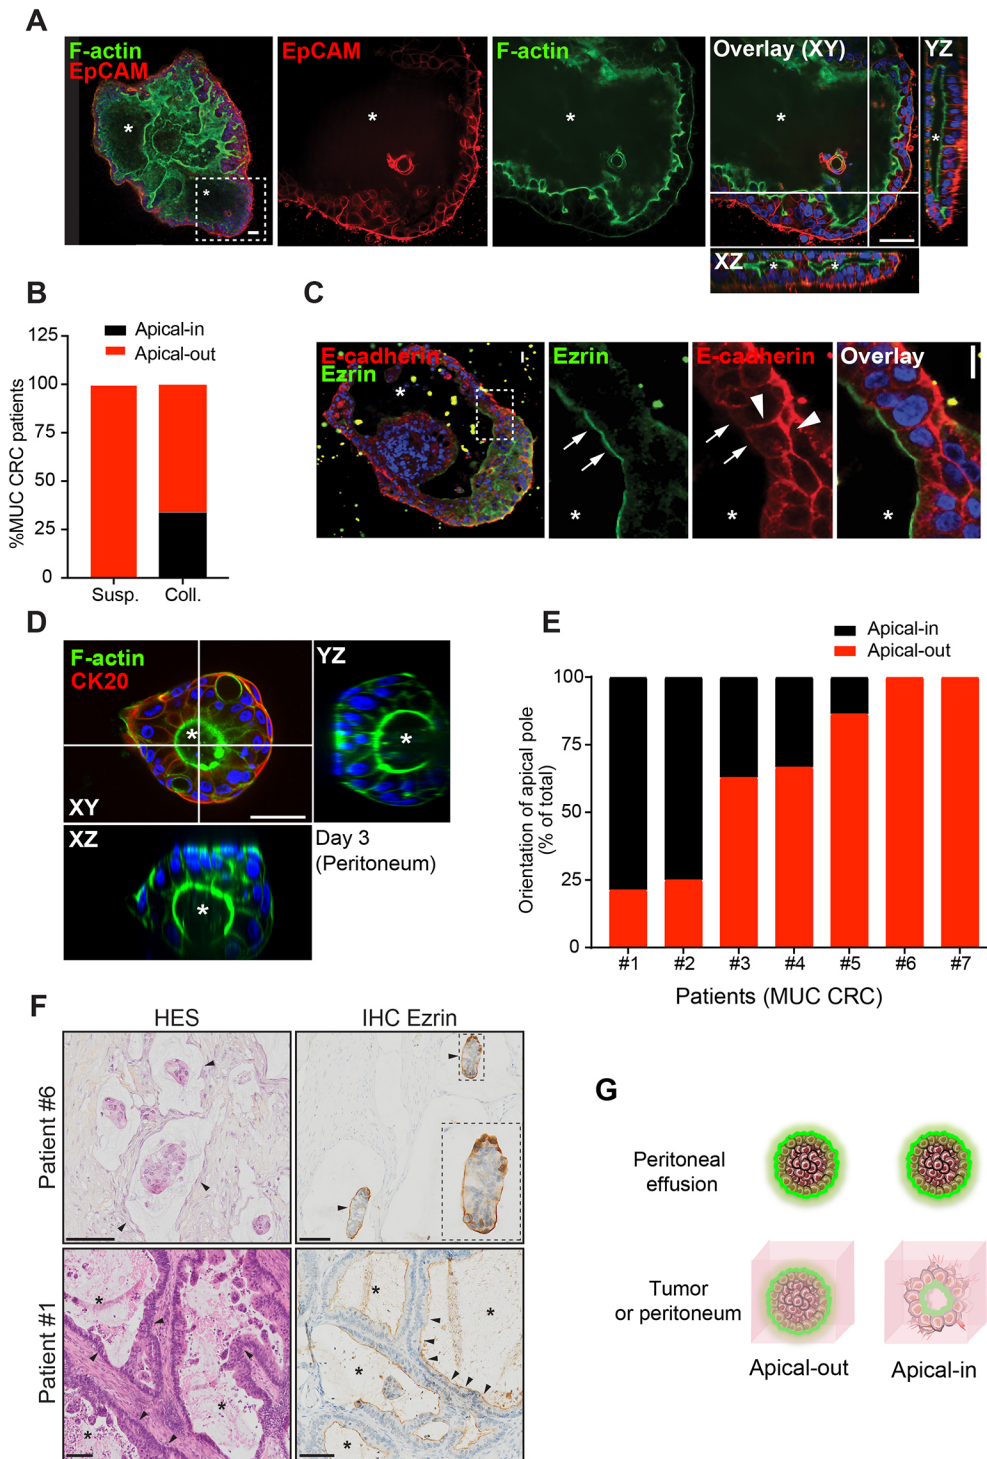 A
F-actin
EpCAM
*
*
EpCAM
*
F-actin
*
Overlay (XY)
*
YZ
*
XZ
*
*
B
Apical-in
Apical-out
%MUC CRC patients
125
100
75
50
25
0
Susp.
Coll.
C
E-cadherin
Ezrin
*
Ezrin
*
E-cadherin
*
Overlay
*
D
F-actin
CK20
*
XY
YZ
*
XZ
*
Day 3
(Peritoneum)
E
Apical-in
Apical-out
Orientation of apical pole
(% of total)
100
75
50
25
0
#1
#2
#3
#4
#5
#6
#7
Patients (MUC CRC)
F
HES
IHC Ezrin
Patient #6
Patient #1
*
*
*
*
*
*
*
G
Peritoneal
effusion
Tumor
or peritoneum
Apical-out
Apical-in